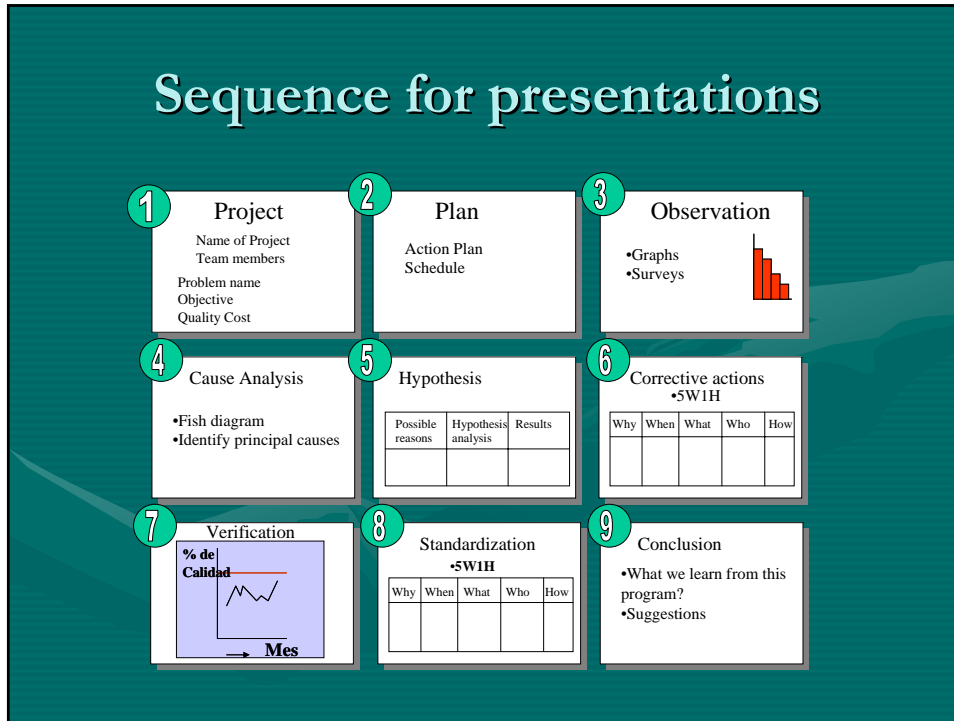 Sequence for presentations
1
Project
Name of Project
Team members
Problem name
Objective
Quality Cost
2
Plan
Action Plan
Schedule
3
Observation
•Graphs
•Surveys
4
Cause Analysis
•Fish diagram
•Identify principal causes
5
Hypothesis
Possible reasons
Hypothesis analysis
Results
6
Corrective actions
•5W1H
Why When What Who How
7
Verification
% de
Calidad
Mes
8
Standardization
•5W1H
Why When What Who How
9
Conclusion
•What we learn from this
program?
•Suggestions